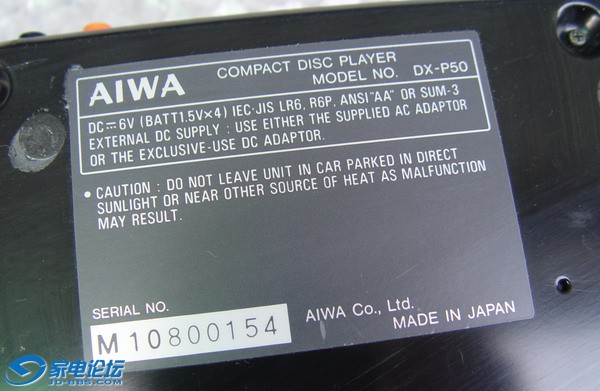 AIWA
COMPACT DISC PLAYER
MODEL NO. DX-P50
DC⎓6V (BATT1.5V×4) IEC·JIS LR6, R6P, ANSI"AA" OR SUM-3
EXTERNAL DC SUPPLY : USE EITHER THE SUPPLIED AC ADAPTOR
OR THE EXCLUSIVE-USE DC ADAPTOR.
• CAUTION : DO NOT LEAVE UNIT IN CAR PARKED IN DIRECT
SUNLIGHT OR NEAR OTHER SOURCE OF HEAT AS MALFUNCTION
MAY RESULT.
SERIAL NO.
M 10800154
AIWA Co., Ltd.
MADE IN JAPAN
家电论坛
JD-BBS.COM